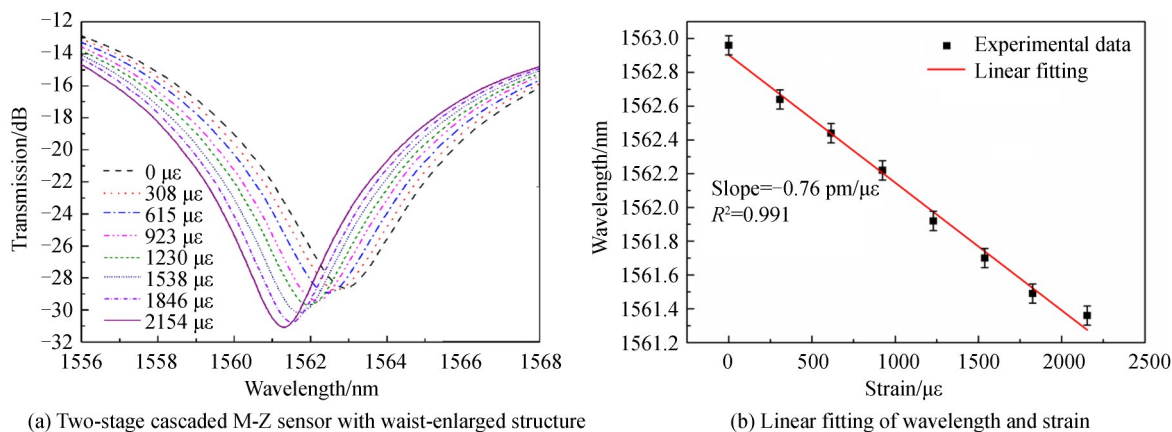 −12
−14
−16
−18
−20
−22
−24
−26
−28
−30
−32
Transmission/dB
0 με
308 με
615 με
923 με
1230 με
1538 με
1846 με
2154 με
1556 1558 1560 1562 1564 1566 1568
Wavelength/nm
(a) Two-stage cascaded M-Z sensor with waist-enlarged structure
1563.0
1562.8
1562.6
1562.4
1562.2
1562.0
1561.8
1561.6
1561.4
1561.2
Wavelength/nm
Experimental data
Linear fitting
Slope=−0.76 pm/με
R²=0.991
0 500 1000 1500 2000 2500
Strain/με
(b) Linear fitting of wavelength and strain